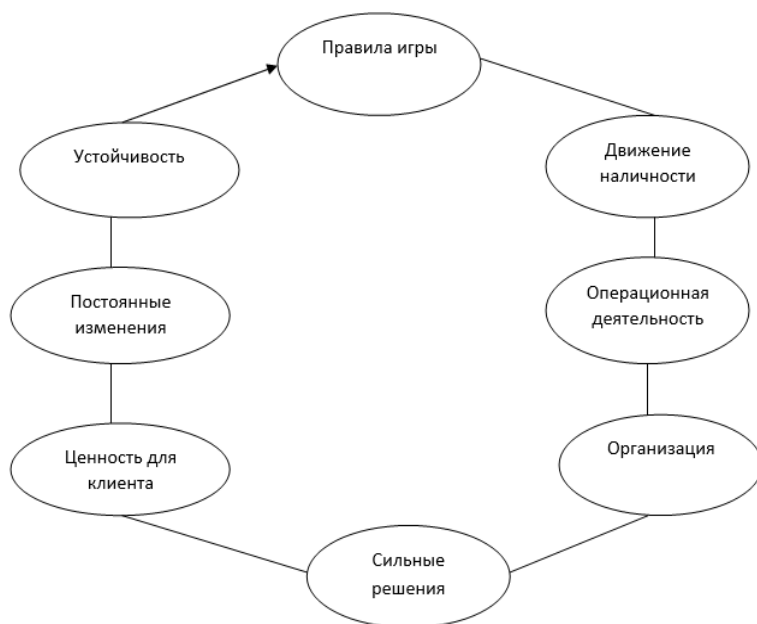 Правила игры
Движение
наличности
Операционная
деятельность
Организация
Сильные
решения
Ценность для
клиента
Постоянные
изменения
Устойчивость